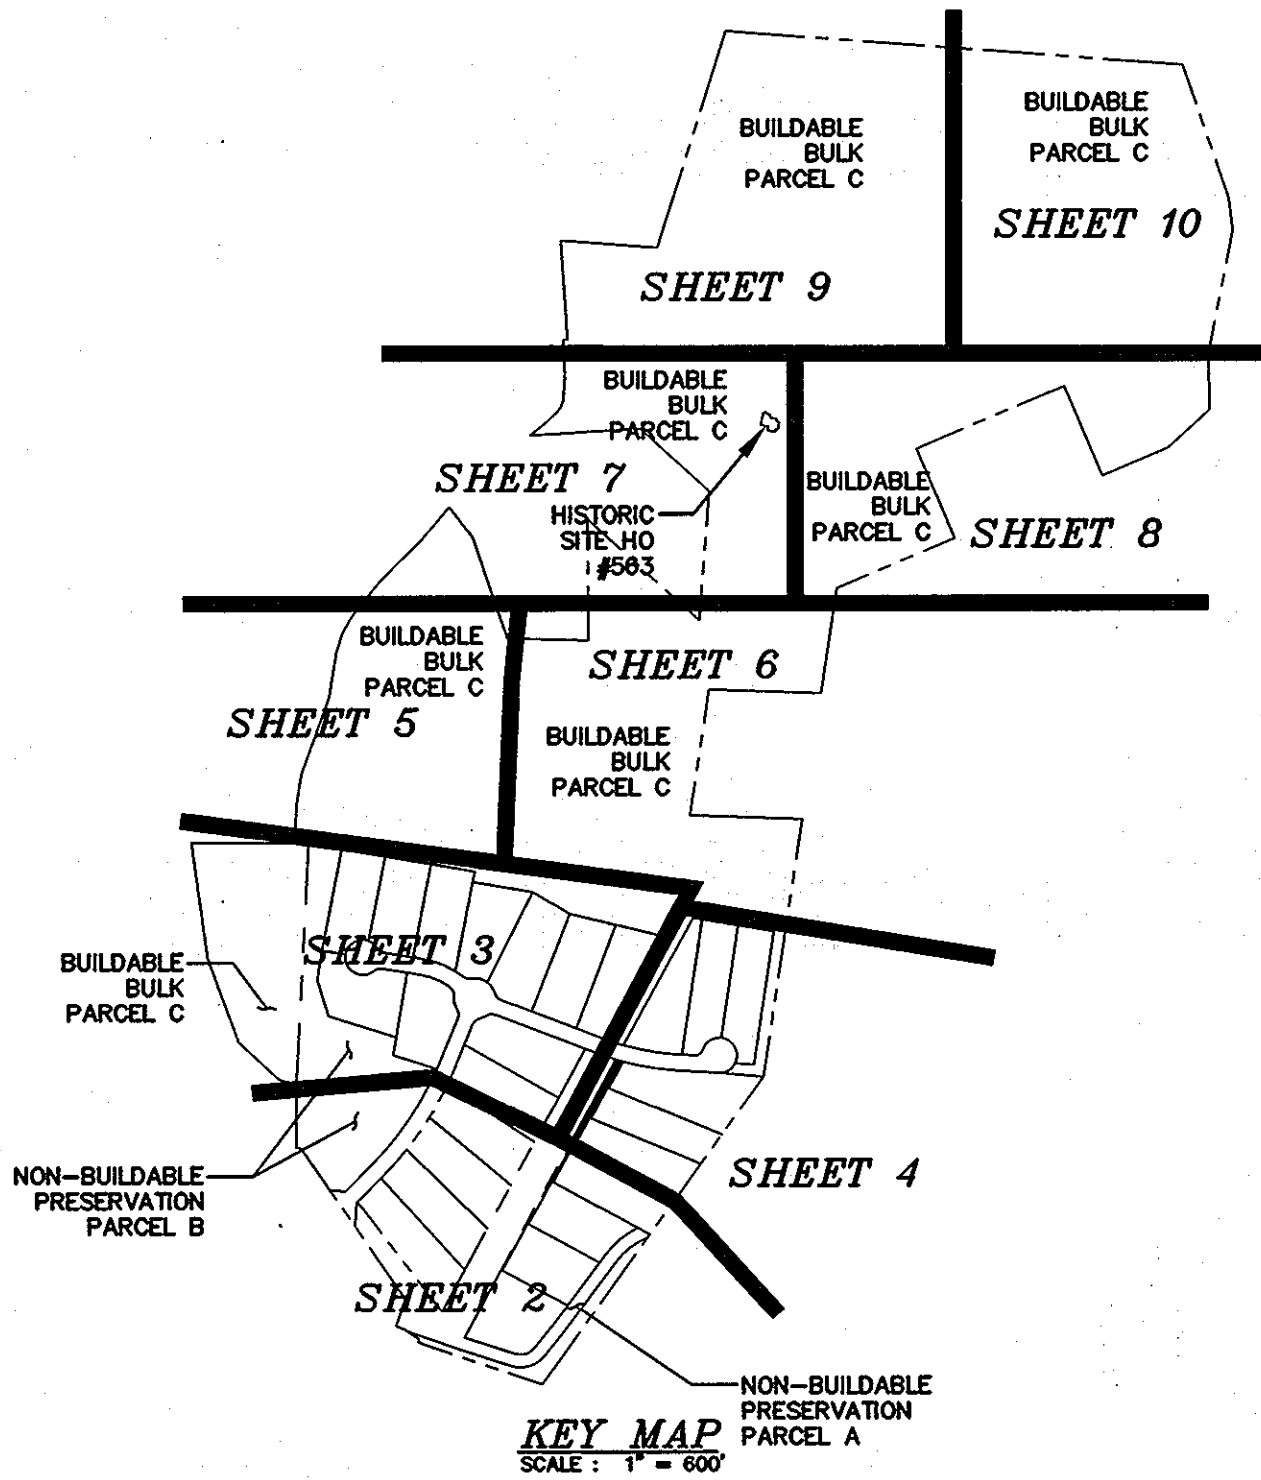 BUILDABLE
BULK
PARCEL C
BUILDABLE
BULK
PARCEL C
SHEET 10
SHEET 9
BUILDABLE
BULK
PARCEL C
SHEET 7
HISTORIC
SITE HO
#563
BUILDABLE
BULK
PARCEL C
SHEET 8
BUILDABLE
BULK
PARCEL C
SHEET 6
SHEET 5
BUILDABLE
BULK
PARCEL C
SHEET 3
BUILDABLE
BULK
PARCEL C
NON-BUILDABLE
PRESERVATION
PARCEL B
SHEET 4
SHEET 2
NON-BUILDABLE
PRESERVATION
PARCEL A
KEY MAP
SCALE : 1" = 600'